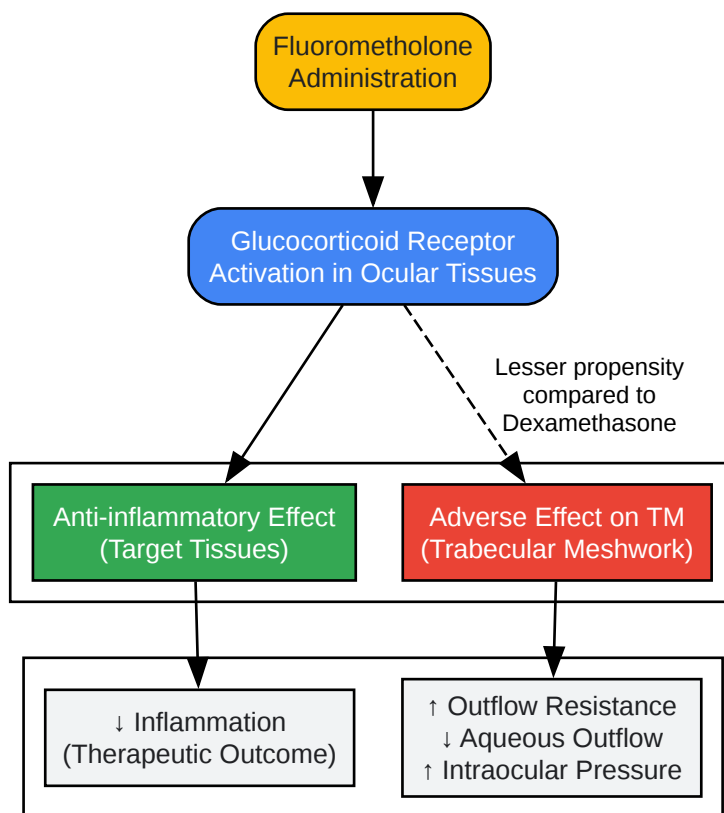 Fluorometholone
Administration
Glucocorticoid Receptor
Activation in Ocular Tissues
Lesser propensity
compared to
Dexamethasone
Anti-inflammatory Effect
(Target Tissues)
Adverse Effect on TM
(Trabecular Meshwork)
↓ Inflammation
(Therapeutic Outcome)
↑ Outflow Resistance
↓ Aqueous Outflow
↑ Intraocular Pressure